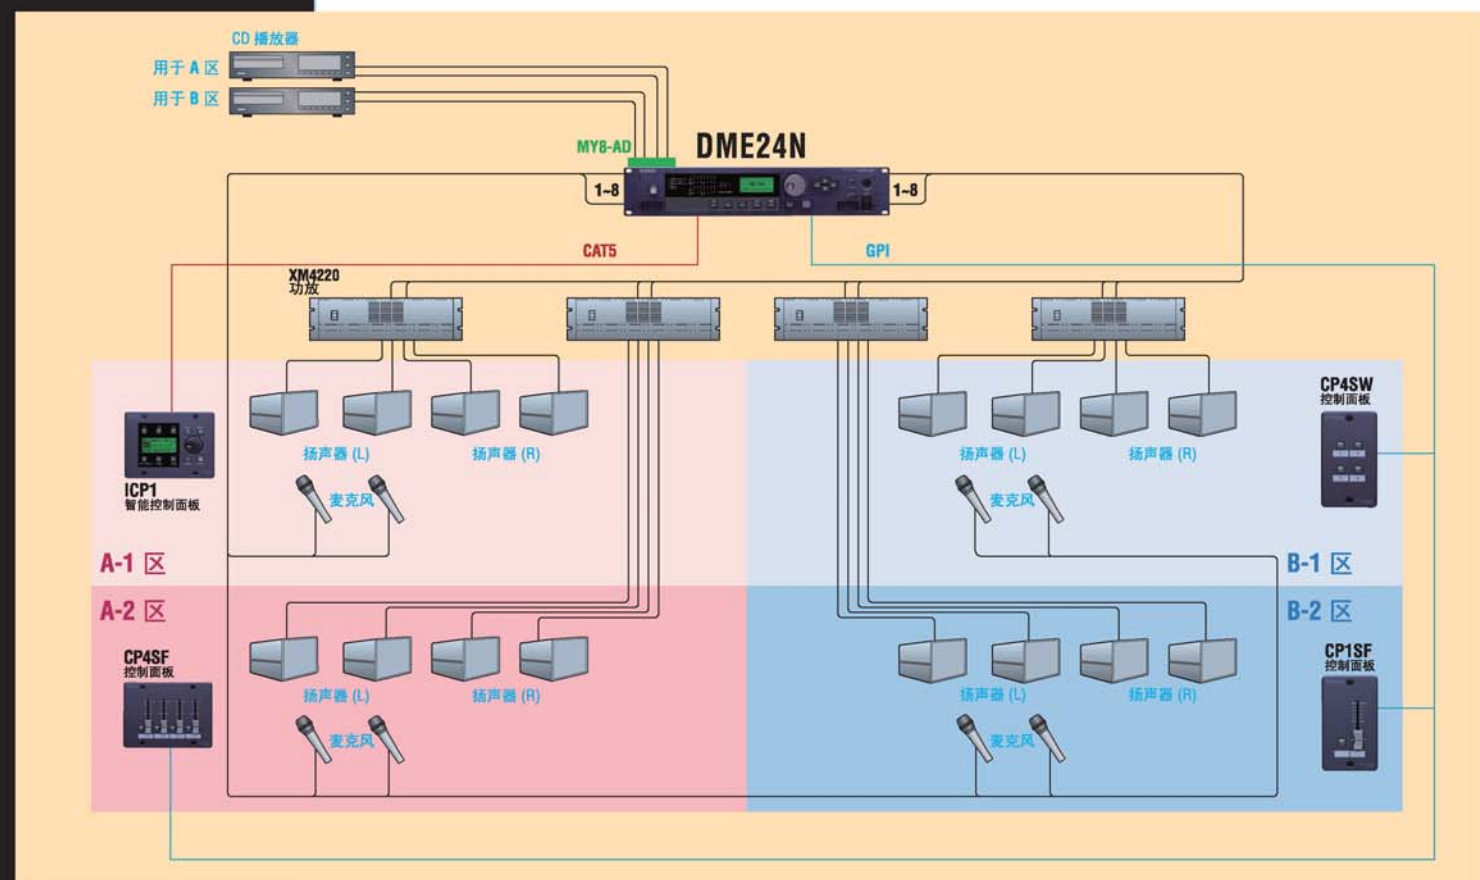 CD 播放器
用于 A 区
用于 B 区
MY8-AD
DME24N
1~8
1~8
CAT5
GPI
XM4220
功放
CP4SW
控制面板
扬声器 (L)
扬声器 (R)
扬声器 (L)
扬声器 (R)
ICP1
智能控制面板
麦克风
麦克风
A-1 区
B-1 区
A-2 区
B-2 区
CP4SF
控制面板
CP1SF
控制面板
扬声器 (L)
扬声器 (R)
扬声器 (L)
扬声器 (R)
麦克风
麦克风